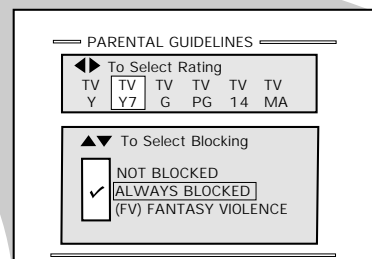 PARENTAL GUIDELINES
◀▶ To Select Rating
TV TV TV TV TV TV
Y Y7 G PG 14 MA
▲▼ To Select Blocking
NOT BLOCKED
✓ ALWAYS BLOCKED
(FV) FANTASY VIOLENCE